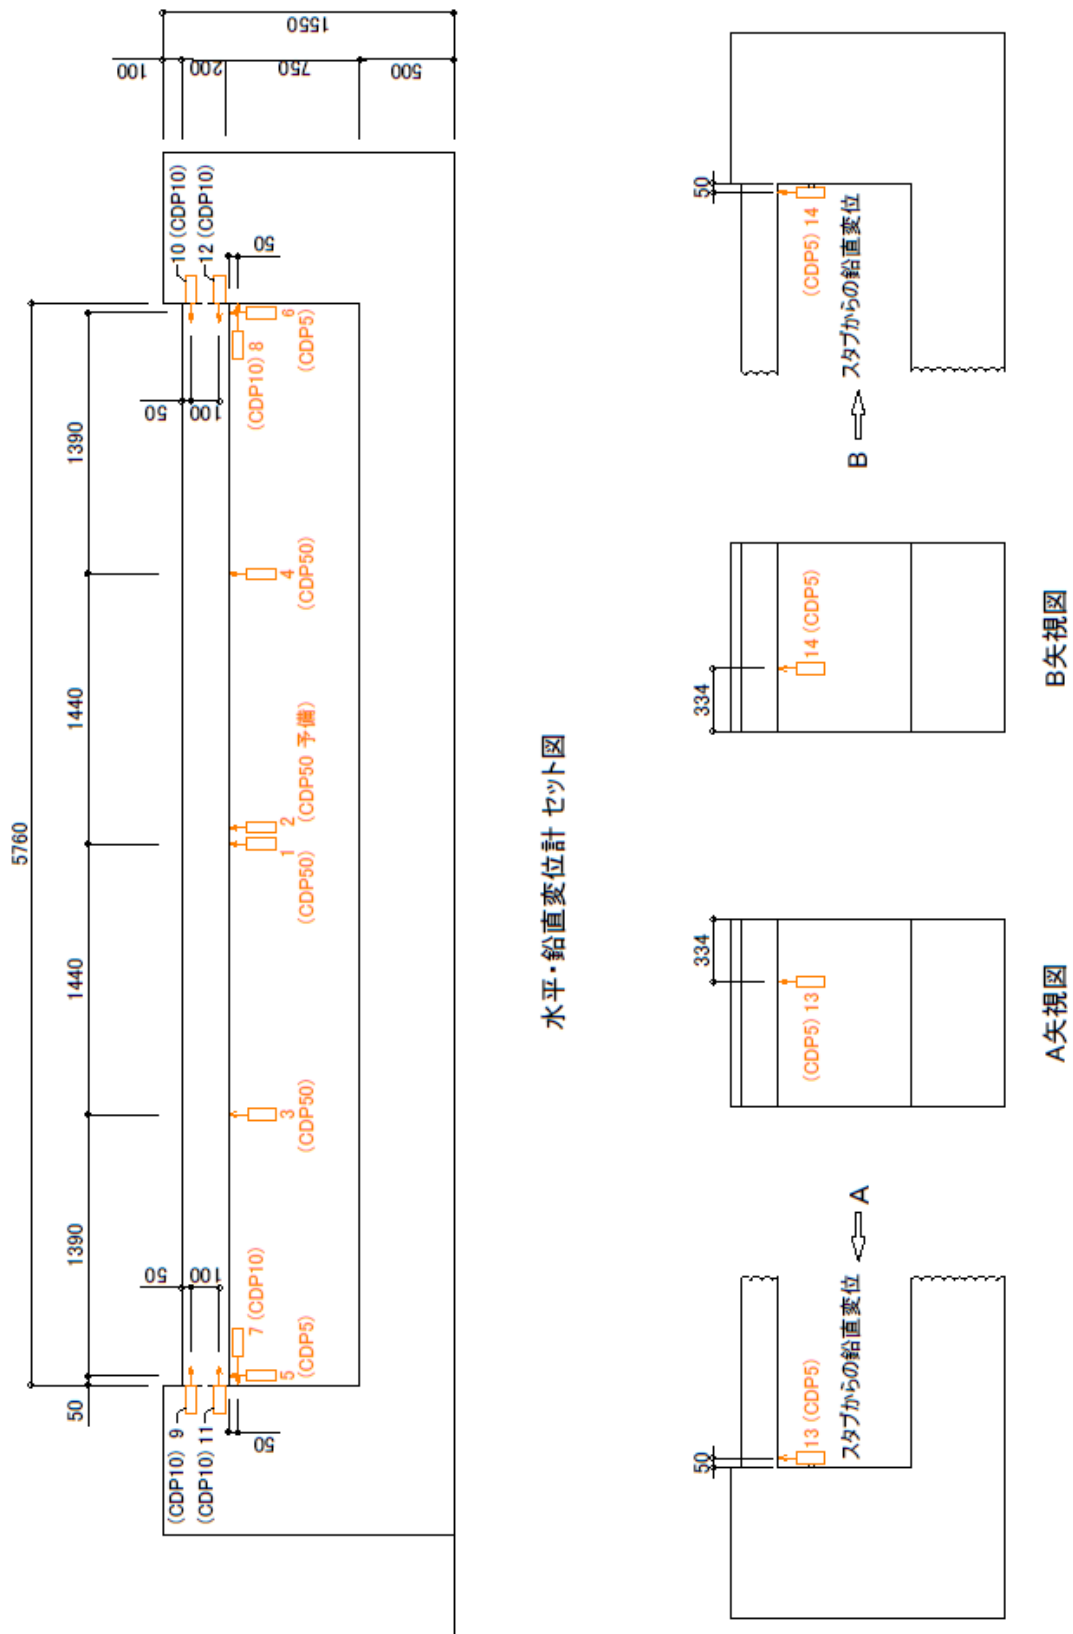 5760
50
1390
1440
1440
1390
1550
100
200
750
500
(CDP10) 9
(CDP10) 11
50
100
50
7 (CDP10)
5
(CDP5)
3
(CDP50)
1
(CDP50)
2
(CDP50 予備)
4
(CDP50)
50
100
(CDP10) 8
6
(CDP5)
10 (CDP10)
12 (CDP10)
50
水平・鉛直変位計 セット図
50
13 (CDP5)
スタブからの鉛直変位
A
334
(CDP5) 13
A矢視図
334
14 (CDP5)
B矢視図
B
50
(CDP5) 14
スタブからの鉛直変位